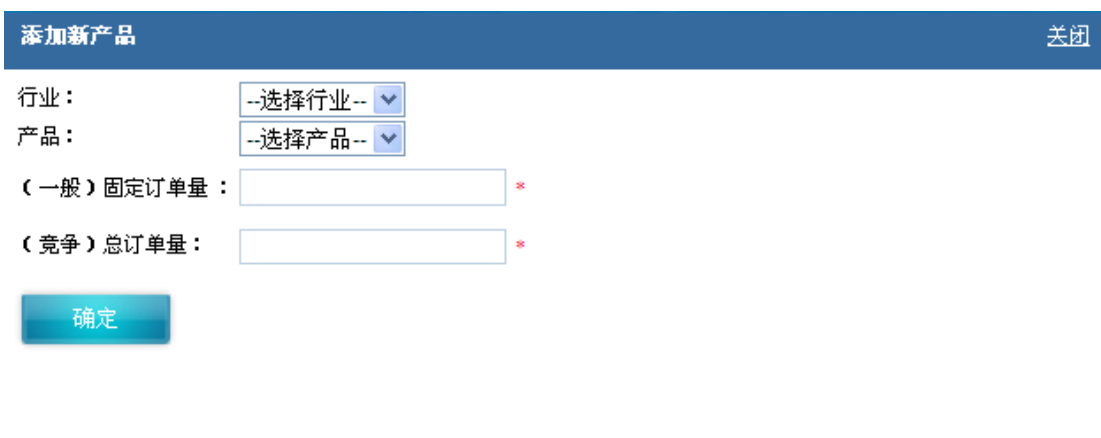 添加新产品 关闭
行业： --选择行业--
产品： --选择产品--
（一般）固定订单量： *
（竞争）总订单量： *
确定